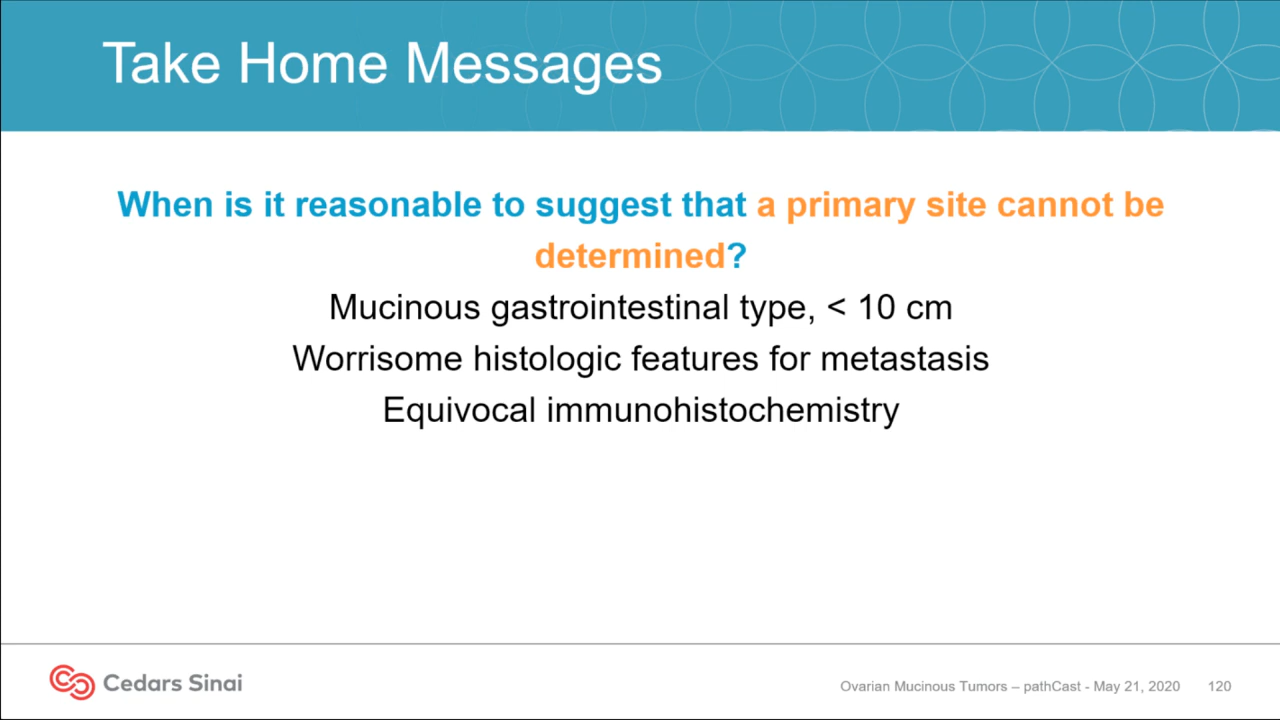 Take Home Messages
When is it reasonable to suggest that a primary site cannot be
determined?
Mucinous gastrointestinal type, < 10 cm
Worrisome histologic features for metastasis
Equivocal immunohistochemistry
Cedars Sinai
Ovarian Mucinous Tumors – pathCast - May 21, 2020 120